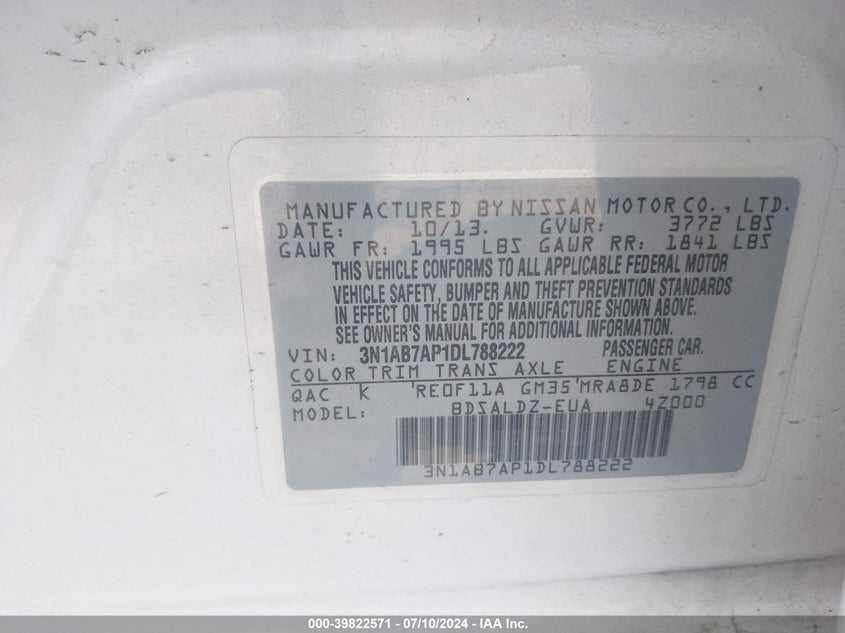 MANUFACTURED BY NISSAN MOTOR CO., LTD.
DATE: 10/13. GVWR: 3772 LBS
GAWR FR: 1995 LBS GAWR RR: 1841 LBS
THIS VEHICLE CONFORMS TO ALL APPLICABLE FEDERAL MOTOR
VEHICLE SAFETY, BUMPER AND THEFT PREVENTION STANDARDS
IN EFFECT ON THE DATE OF MANUFACTURE SHOWN ABOVE.
SEE OWNER'S MANUAL FOR ADDITIONAL INFORMATION.
VIN: 3N1AB7AP1DL788222 PASSENGER CAR.
COLOR TRIM TRANS AXLE ENGINE
QAC K RE0F11A GM35 MRA8DE 1798 CC
MODEL: BDSALDZ-EUA 4Z000
3N1AB7AP1DL788222
000-39822571 - 07/10/2024 - IAA Inc.